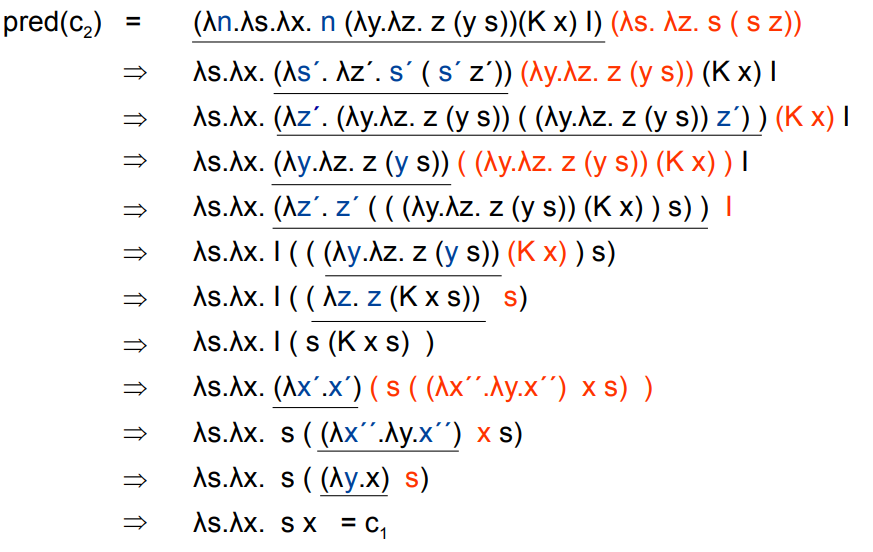 pred(c₂) = (λn.λs.λx. n (λy.λz. z (y s))(K x) I) (λs. λz. s ( s z))
⇒ λs.λx. (λs´. λz´. s´ ( s´ z´)) (λy.λz. z (y s)) (K x) I
⇒ λs.λx. (λz´. (λy.λz. z (y s)) ( (λy.λz. z (y s)) z´) ) (K x) I
⇒ λs.λx. (λy.λz. z (y s)) ( (λy.λz. z (y s)) (K x) ) I
⇒ λs.λx. (λz´. z´ ( ( (λy.λz. z (y s)) (K x) ) s) ) I
⇒ λs.λx. I ( ( (λy.λz. z (y s)) (K x) ) s)
⇒ λs.λx. I ( ( λz. z (K x s)) s)
⇒ λs.λx. I ( s (K x s) )
⇒ λs.λx. (λx´.x´) ( s ( (λx´´.λy.x´´) x s) )
⇒ λs.λx. s ( (λx´´.λy.x´´) x s)
⇒ λs.λx. s ( (λy.x) s)
⇒ λs.λx. s x = c₁